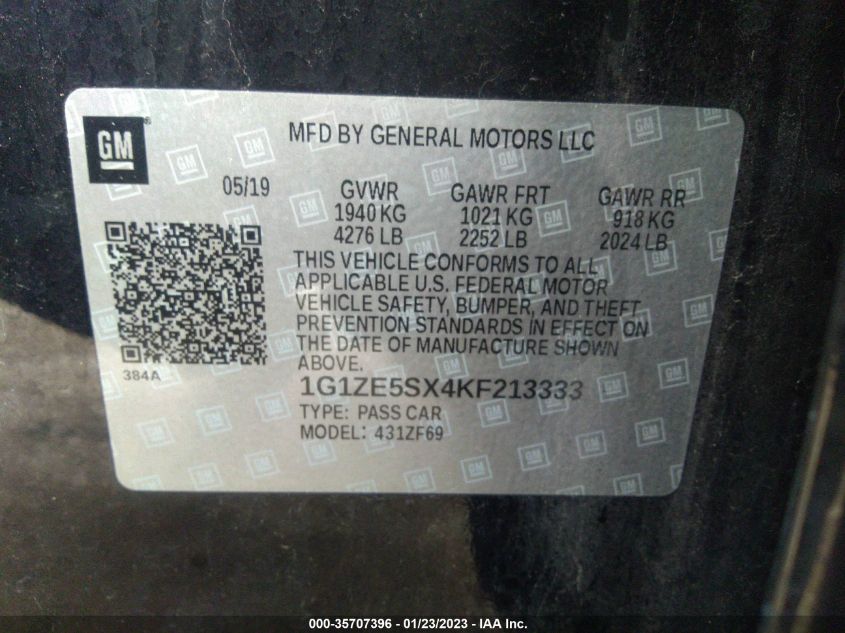 GM®
MFD BY GENERAL MOTORS LLC
05/19
GVWR GAWR FRT GAWR RR
1940 KG 1021 KG 918 KG
4276 LB 2252 LB 2024 LB
THIS VEHICLE CONFORMS TO ALL
APPLICABLE U.S. FEDERAL MOTOR
VEHICLE SAFETY, BUMPER, AND THEFT
PREVENTION STANDARDS IN EFFECT ON
THE DATE OF MANUFACTURE SHOWN
ABOVE.
384A
1G1ZE5SX4KF213333
TYPE: PASS CAR
MODEL: 431ZF69
000-35707396 - 01/23/2023 - IAA Inc.